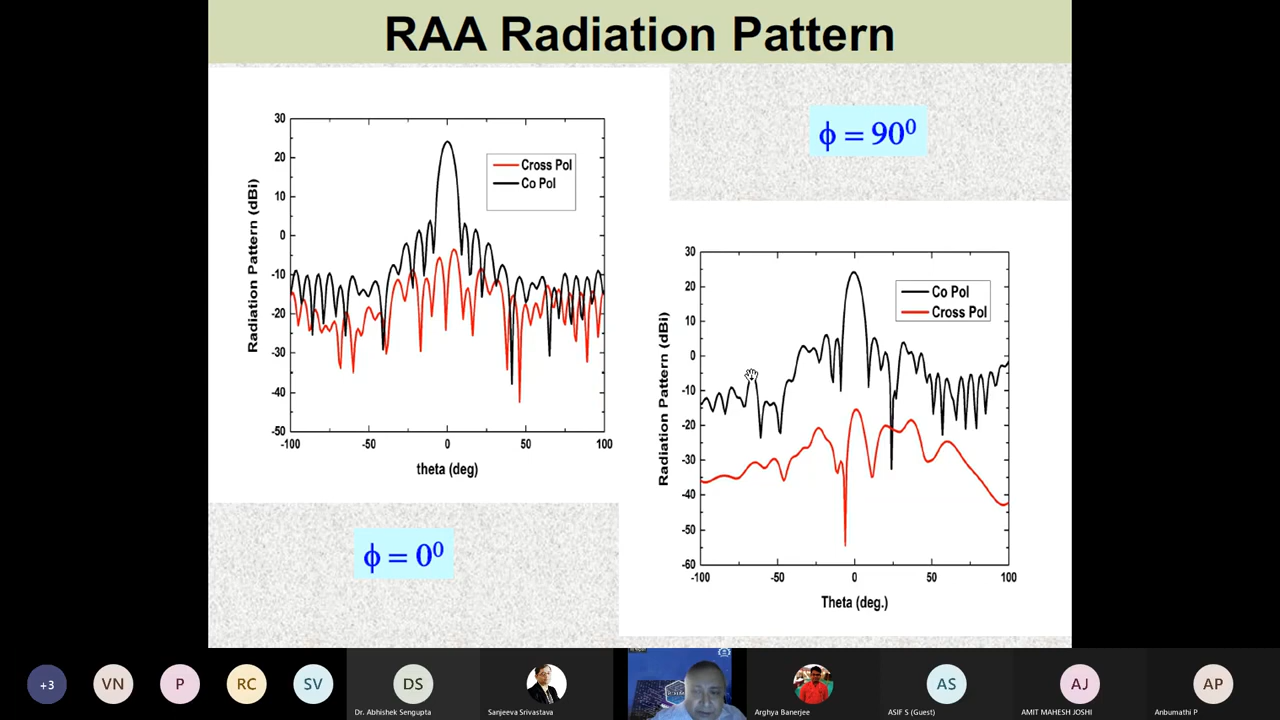 RAA Radiation Pattern
ϕ = 90⁰
30
20
10
0
-10
-20
-30
-40
-50
Radiation Pattern (dBi)
Cross Pol
Co Pol
-100 -50 0 50 100
theta (deg)
ϕ = 0⁰
30
20
10
0
-10
-20
-30
-40
-50
-60
Radiation Pattern (dBi)
Co Pol
Cross Pol
-100 -50 0 50 100
Theta (deg.)
+3 VN P RC SV DS AS AJ AP
Dr. Abhishek Sengupta Sanjeeva Srivastava Arghya Banerjee ASIF S (Guest) AMIT MAHESH JOSHI Anbumathi P